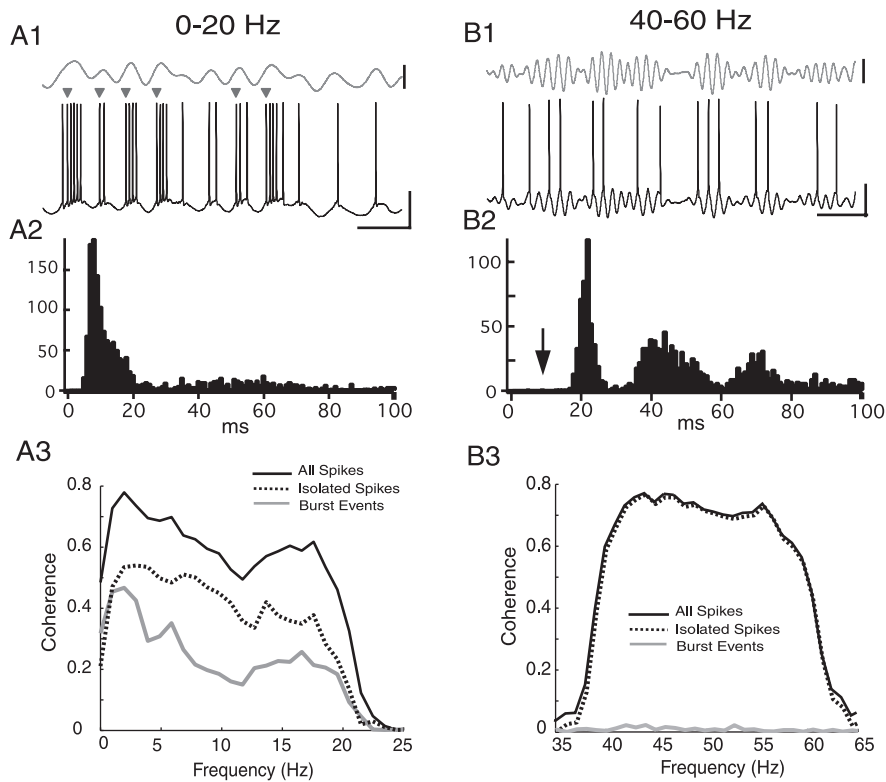 0-20 Hz
40-60 Hz
A1
B1
A2
B2
150
100
50
0
0 20 40 60 80 100
ms
100
50
0
0 20 40 60 80 100
ms
A3
B3
All Spikes
Isolated Spikes
Burst Events
0.8
0.6
0.4
0.2
0
Coherence
0 5 10 15 20 25
Frequency (Hz)
0.8
0.6
0.4
0.2
0
Coherence
All Spikes
Isolated Spikes
Burst Events
34 40 45 50 55 60 65
Frequency (Hz)